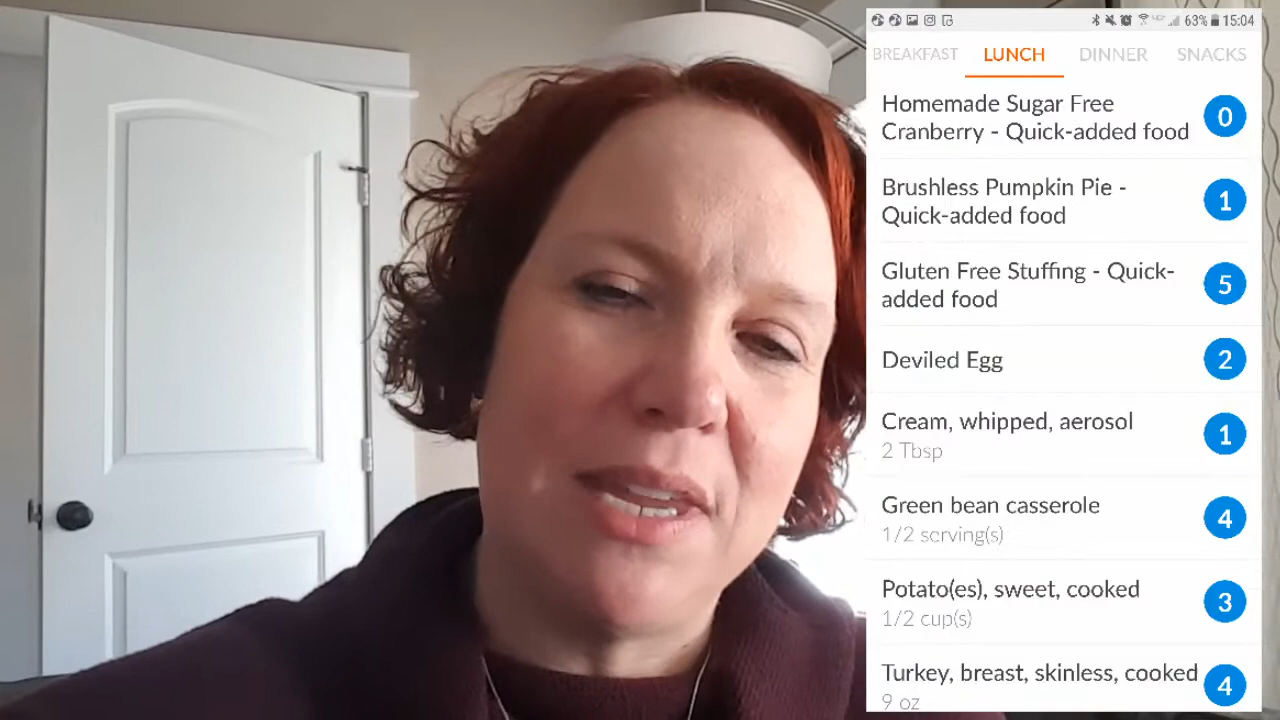 63% 15:04
BREAKFAST LUNCH DINNER SNACKS
Homemade Sugar Free
Cranberry - Quick-added food
0
Brushless Pumpkin Pie -
Quick-added food
1
Gluten Free Stuffing - Quick-
added food
5
Deviled Egg
2
Cream, whipped, aerosol
2 Tbsp
1
Green bean casserole
1/2 serving(s)
4
Potato(es), sweet, cooked
1/2 cup(s)
3
Turkey, breast, skinless, cooked
9 oz
4